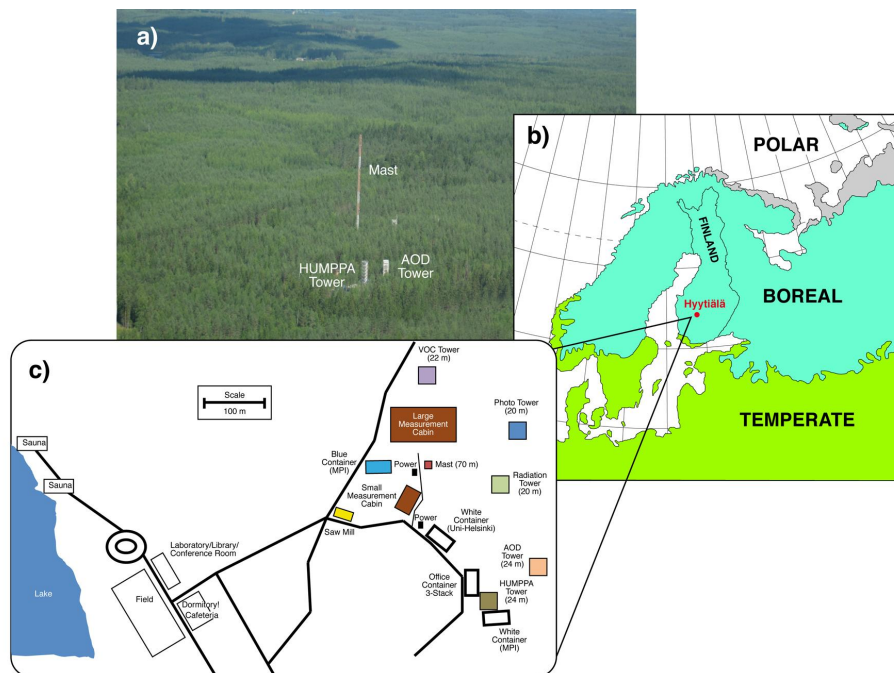 a)
Mast
HUMPPA
Tower
AOD
Tower
b)
POLAR
FINLAND
BOREAL
Hyytiälä
TEMPERATE
c)
Scale
100 m
VOC Tower
(22 m)
Large
Measurement
Cabin
Photo Tower
(20 m)
Sauna
Sauna
Blue Container
(MPI)
Power
Mast (70 m)
Radiation
Tower
(20 m)
Small
Measurement
Cabin
White
Container
(Uni-Helsinki)
Power
Saw Mill
Laboratory/Library/
Conference Room
AOD
Tower
(24 m)
Office
Container
3-Stack
HUMPPA
Tower
(24 m)
Lake
Field
Dormitory/
Cafeteria
White
Container
(MPI)